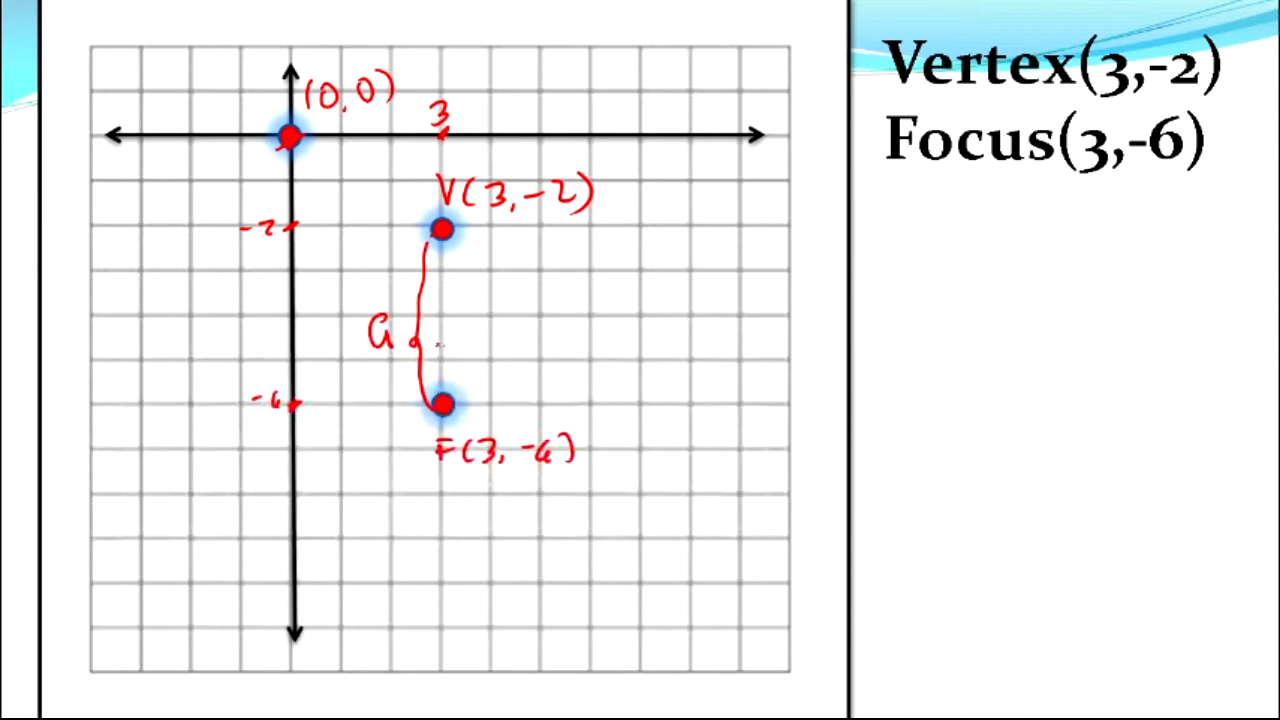 Vertex(3,-2)
Focus(3,-6)
(0,0)
3
V(3,-2)
-2
a
-6
F(3,-6)